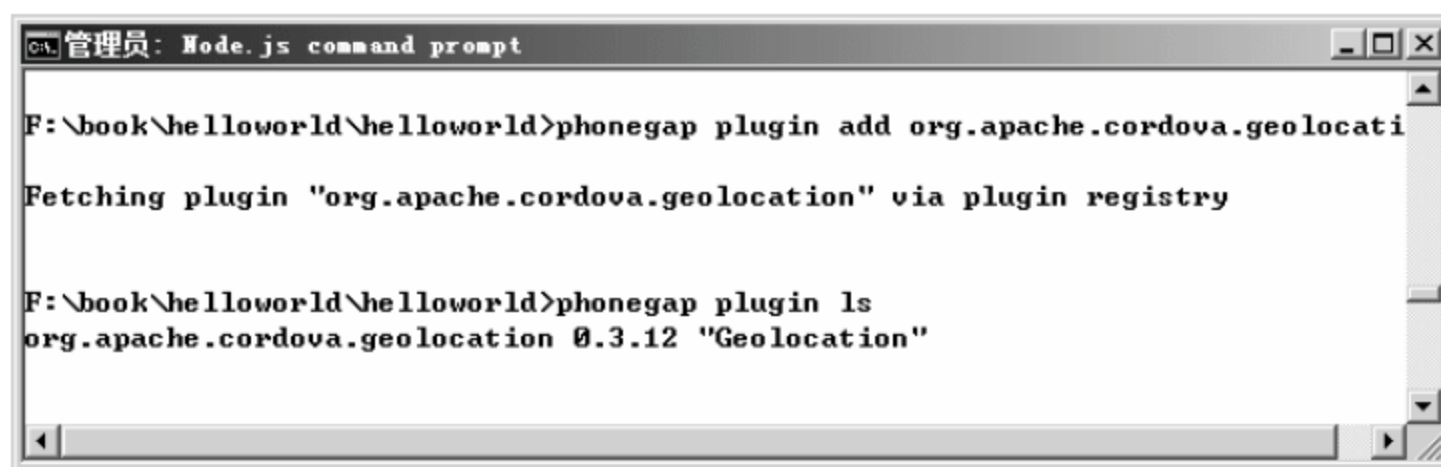 管理员: Node.js command prompt
F:\book\helloworld\helloworld>phonegap plugin add org.apache.cordova.geolocati
Fetching plugin "org.apache.cordova.geolocation" via plugin registry
F:\book\helloworld\helloworld>phonegap plugin ls
org.apache.cordova.geolocation 0.3.12 "Geolocation"